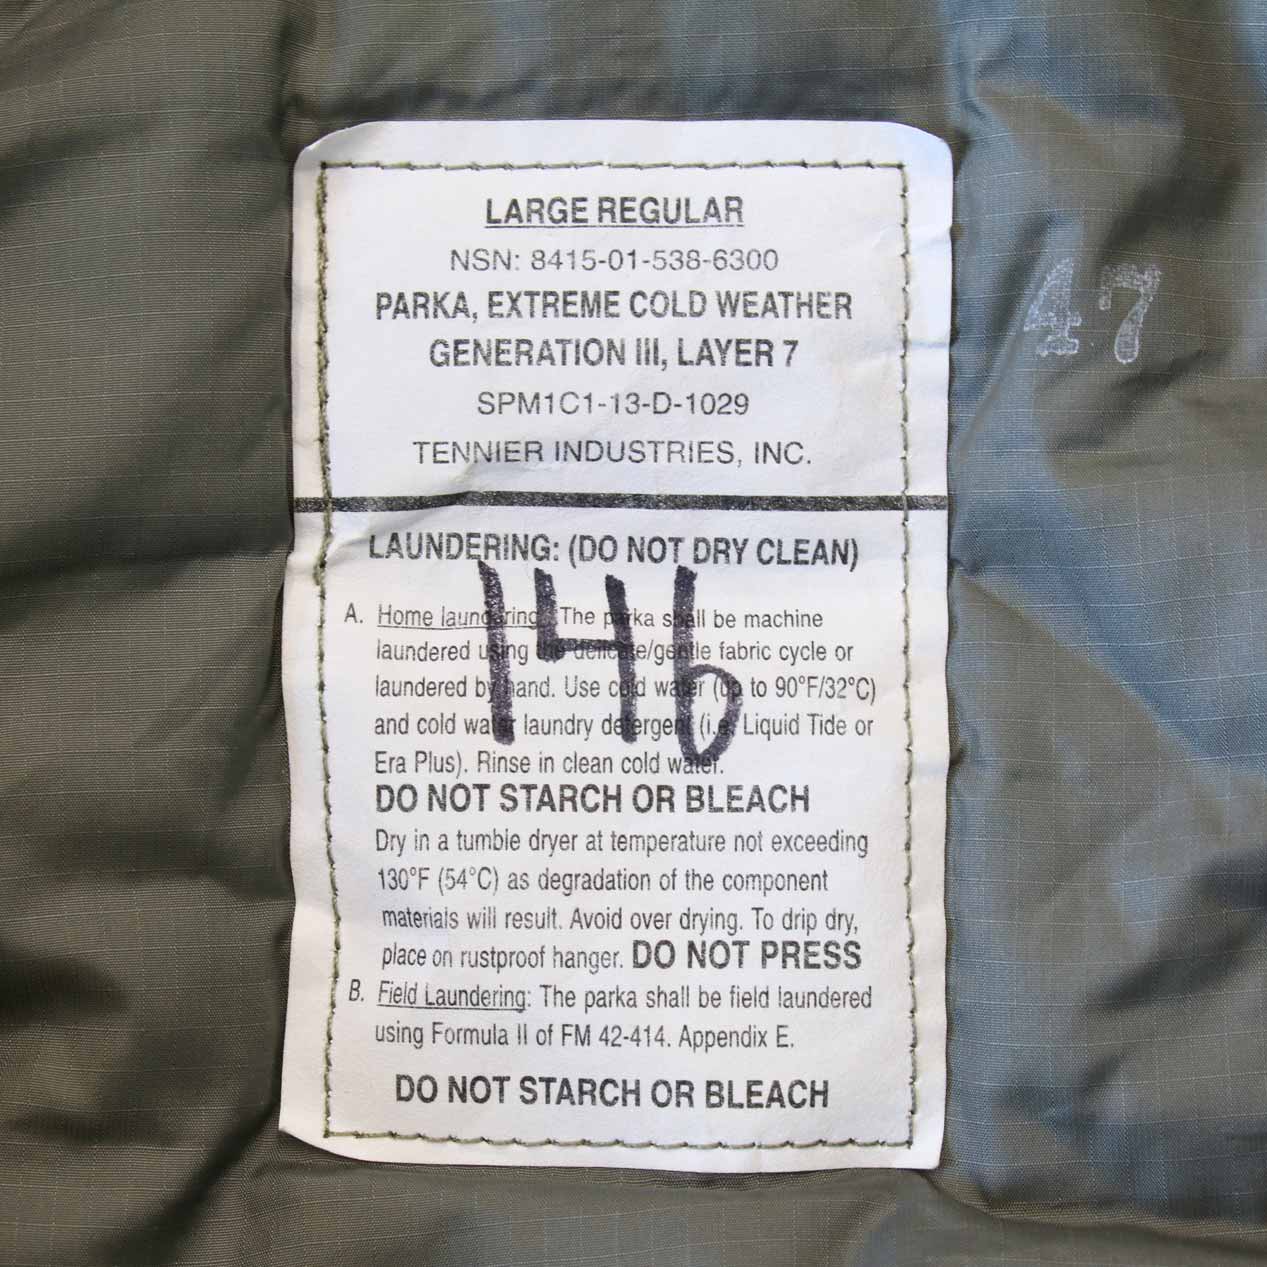 LARGE REGULAR
NSN: 8415-01-538-6300
PARKA, EXTREME COLD WEATHER
GENERATION III, LAYER 7
SPM1C1-13-D-1029
TENNIER INDUSTRIES, INC.
47
LAUNDERING: (DO NOT DRY CLEAN)
146
A. Home laundering: The parka shall be machine
laundered using the delicate/gentle fabric cycle or
laundered by hand. Use cold water (up to 90°F/32°C)
and cold water laundry detergent (i.e. Liquid Tide or
Era Plus). Rinse in clean cold water.
DO NOT STARCH OR BLEACH
Dry in a tumble dryer at temperature not exceeding
130°F (54°C) as degradation of the component
materials will result. Avoid over drying. To drip dry,
place on rustproof hanger. DO NOT PRESS
B. Field Laundering: The parka shall be field laundered
using Formula II of FM 42-414. Appendix E.
DO NOT STARCH OR BLEACH